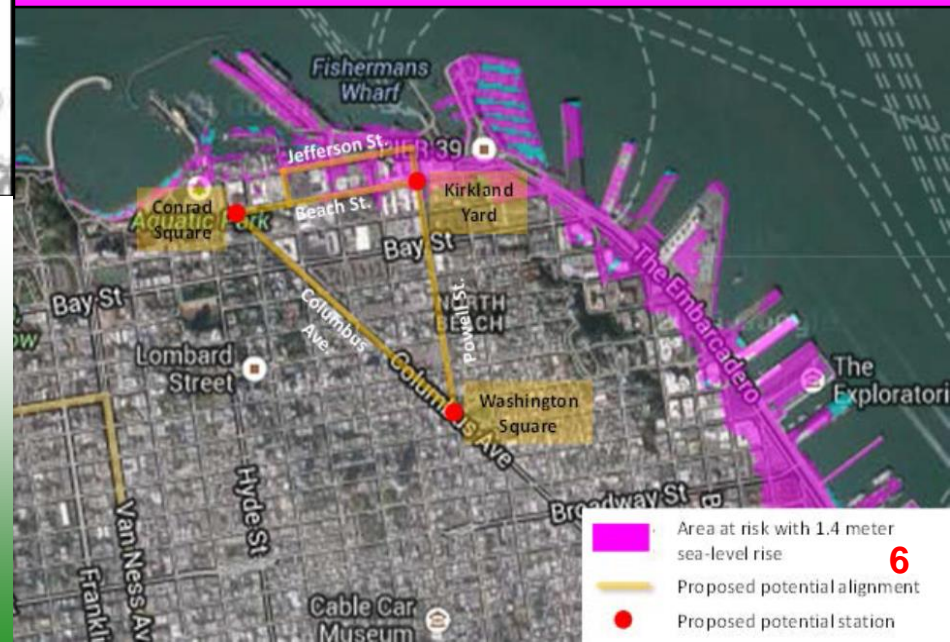 Fishermans
Wharf
Jefferson St.
PIER 39
Conrad
Square
Aquatic Park
Beach St.
Kirkland
Yard
Bay St
Bay St
NORTH
BEACH
Powell St.
Columbus
Ave.
The Embarcadero
Lombard
Street
The
Exploratori
Columbus Ave
Washington
Square
Hyde St
Broadway St
Van Ness Av
Frankl
Cable Car
Museum
Area at risk with 1.4 meter
sea-level rise
6
Proposed potential alignment
Proposed potential station